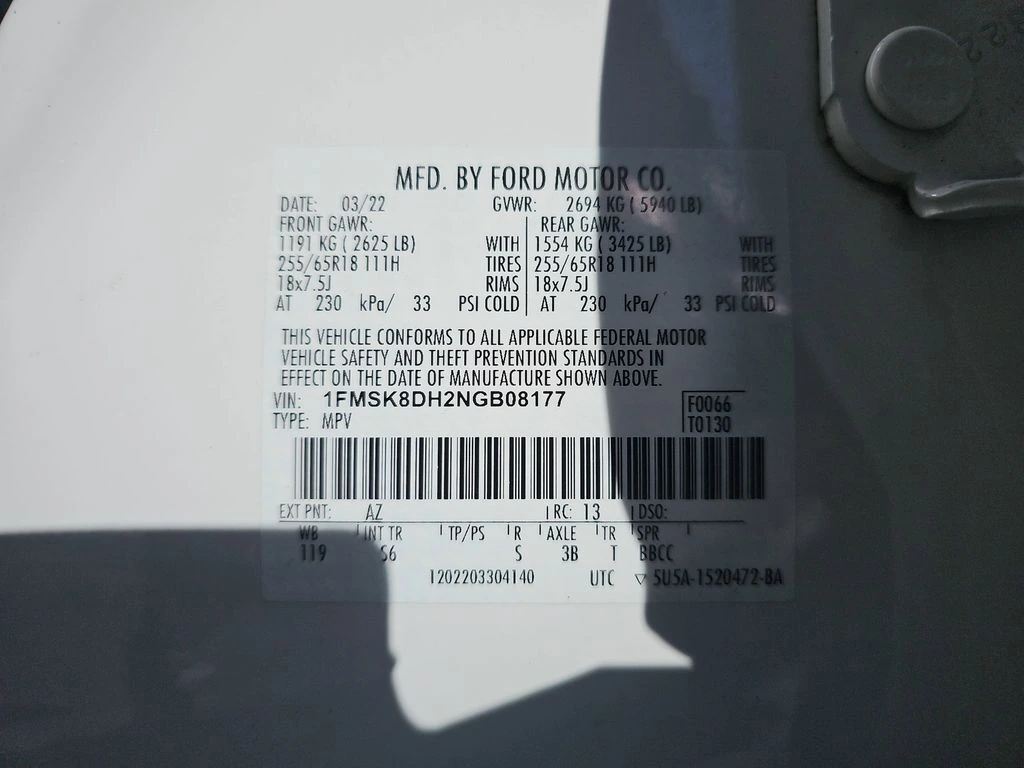 MFD. BY FORD MOTOR CO.
DATE: 03/22 GVWR: 2694 KG ( 5940 LB)
FRONT GAWR: REAR GAWR:
1191 KG ( 2625 LB) WITH 1554 KG ( 3425 LB) WITH
255/65R18 111H TIRES 255/65R18 111H TIRES
18x7.5J RIMS 18x7.5J RIMS
AT 230 kPa/ 33 PSI COLD AT 230 kPa/ 33 PSI COLD
THIS VEHICLE CONFORMS TO ALL APPLICABLE FEDERAL MOTOR
VEHICLE SAFETY AND THEFT PREVENTION STANDARDS IN
EFFECT ON THE DATE OF MANUFACTURE SHOWN ABOVE.
VIN: 1FMSK8DH2NGB08177 F0066
TYPE: MPV T0130
EXT PNT: AZ RC: 13 DSO:
WB INT TR TP/PS R AXLE TR SPR
119 S6 S 3B T BBCC
1202203304140 UTC ▽ 5U5A-1520472-BA